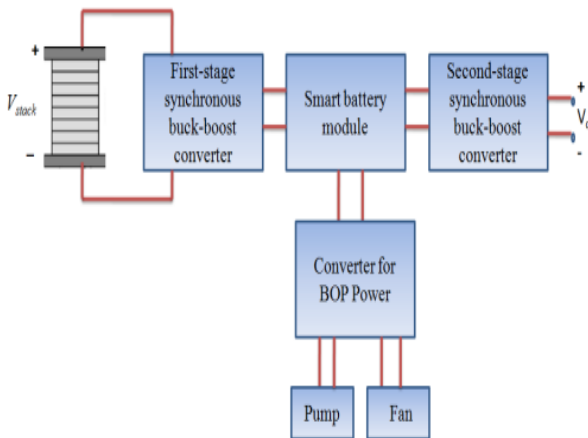 +
V_stack
−
First-stage
synchronous
buck-boost
converter
Smart battery
module
Second-stage
synchronous
buck-boost
converter
+
-
Converter for
BOP Power
Pump
Fan